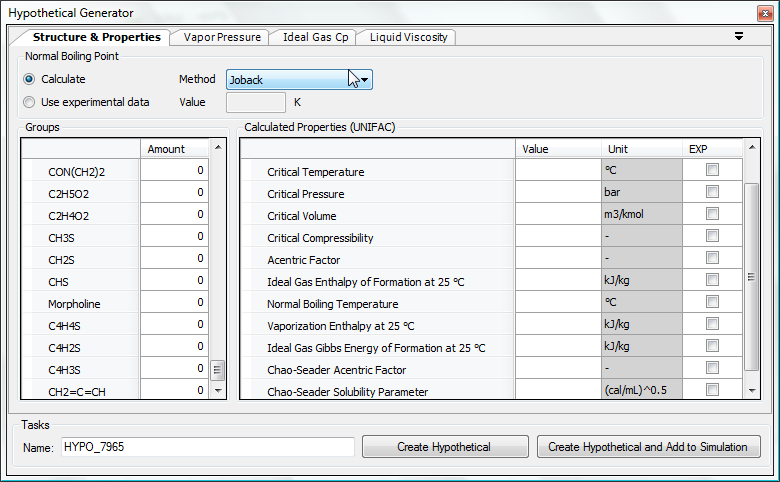 Hypothetical Generator
Structure & Properties Vapor Pressure Ideal Gas Cp Liquid Viscosity
Normal Boiling Point
Calculate Method Joback
Use experimental data Value K
Groups Calculated Properties (UNIFAC)
Amount Value Unit EXP
CON(CH2)2 0 Critical Temperature °C
C2H5O2 0 Critical Pressure bar
C2H4O2 0 Critical Volume m3/kmol
CH3S 0 Critical Compressibility -
CH2S 0 Acentric Factor -
CHS 0 Ideal Gas Enthalpy of Formation at 25 °C kJ/kg
Morpholine 0 Normal Boiling Temperature °C
C4H4S 0 Vaporization Enthalpy at 25 °C kJ/kg
C4H2S 0 Ideal Gas Gibbs Energy of Formation at 25 °C kJ/kg
C4H3S 0 Chao-Seader Acentric Factor -
CH2=C=CH 0 Chao-Seader Solubility Parameter (cal/mL)^0.5
Tasks
Name: HYPO_7965 Create Hypothetical Create Hypothetical and Add to Simulation